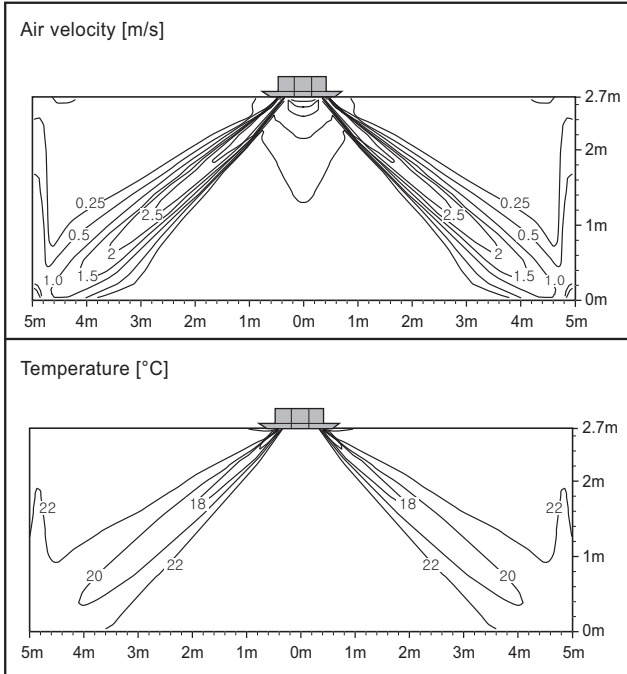 Air velocity [m/s]
2.7m
2m
0.25 0.25
1m
0.5 2.5 2.5 0.5
2 2
1.0 1.5 1.5 1.0
0m
5m 4m 3m 2m 1m 0m 1m 2m 3m 4m 5m
Temperature [°C]
2.7m
2m
22 18 18 22
1m
20 22 22 20
0m
5m 4m 3m 2m 1m 0m 1m 2m 3m 4m 5m